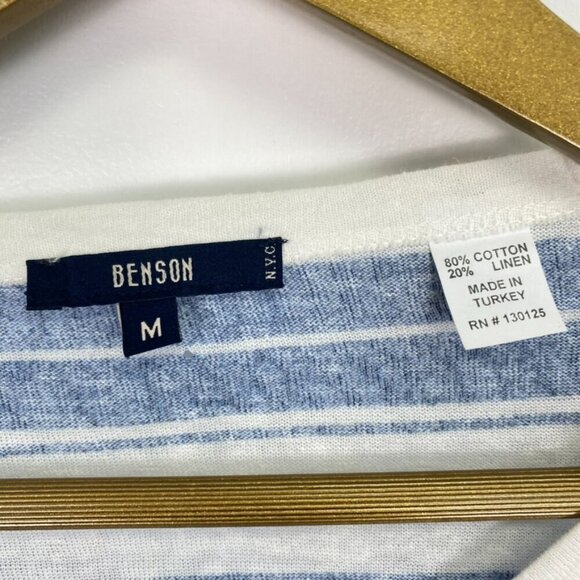 BENSON
N.Y.C.
M
80% COTTON
20% LINEN
MADE IN
TURKEY
RN # 130125